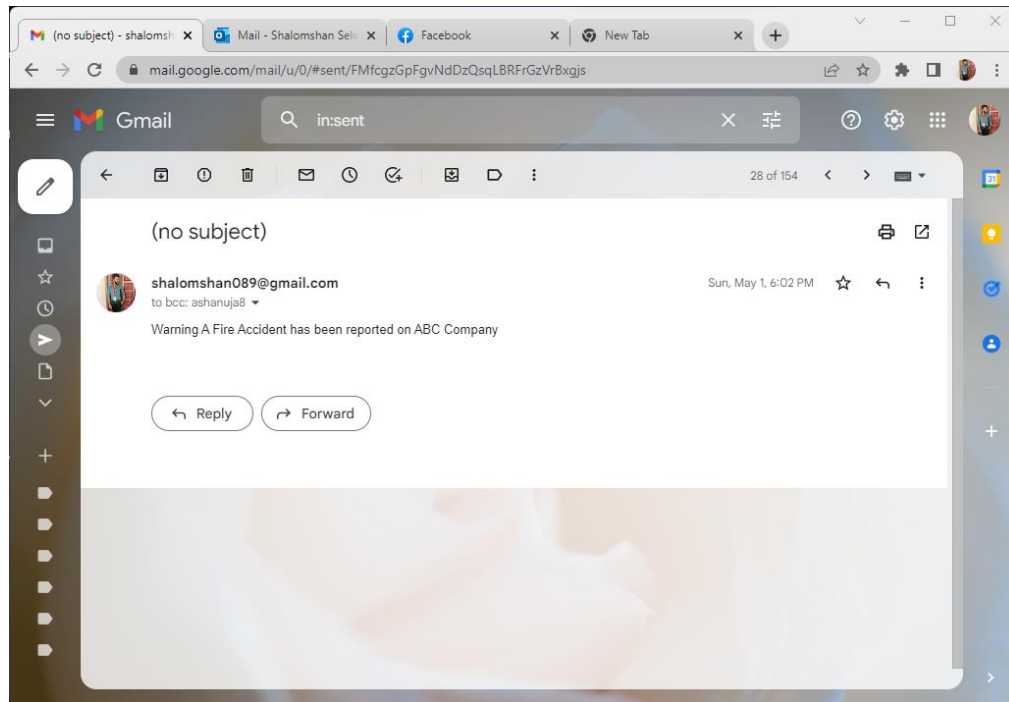 (no subject) - shalomsh
Mail - Shalomshan Selv
Facebook
New Tab
mail.google.com/mail/u/0/#sent/FMfcgzGpFgvNdDzQsqLBRFrGzVrBxgjs
Gmail
in:sent
28 of 154
31
(no subject)
shalomshan089@gmail.com
Sun, May 1, 6:02 PM
to bcc: ashanuja8
Warning A Fire Accident has been reported on ABC Company
Reply
Forward